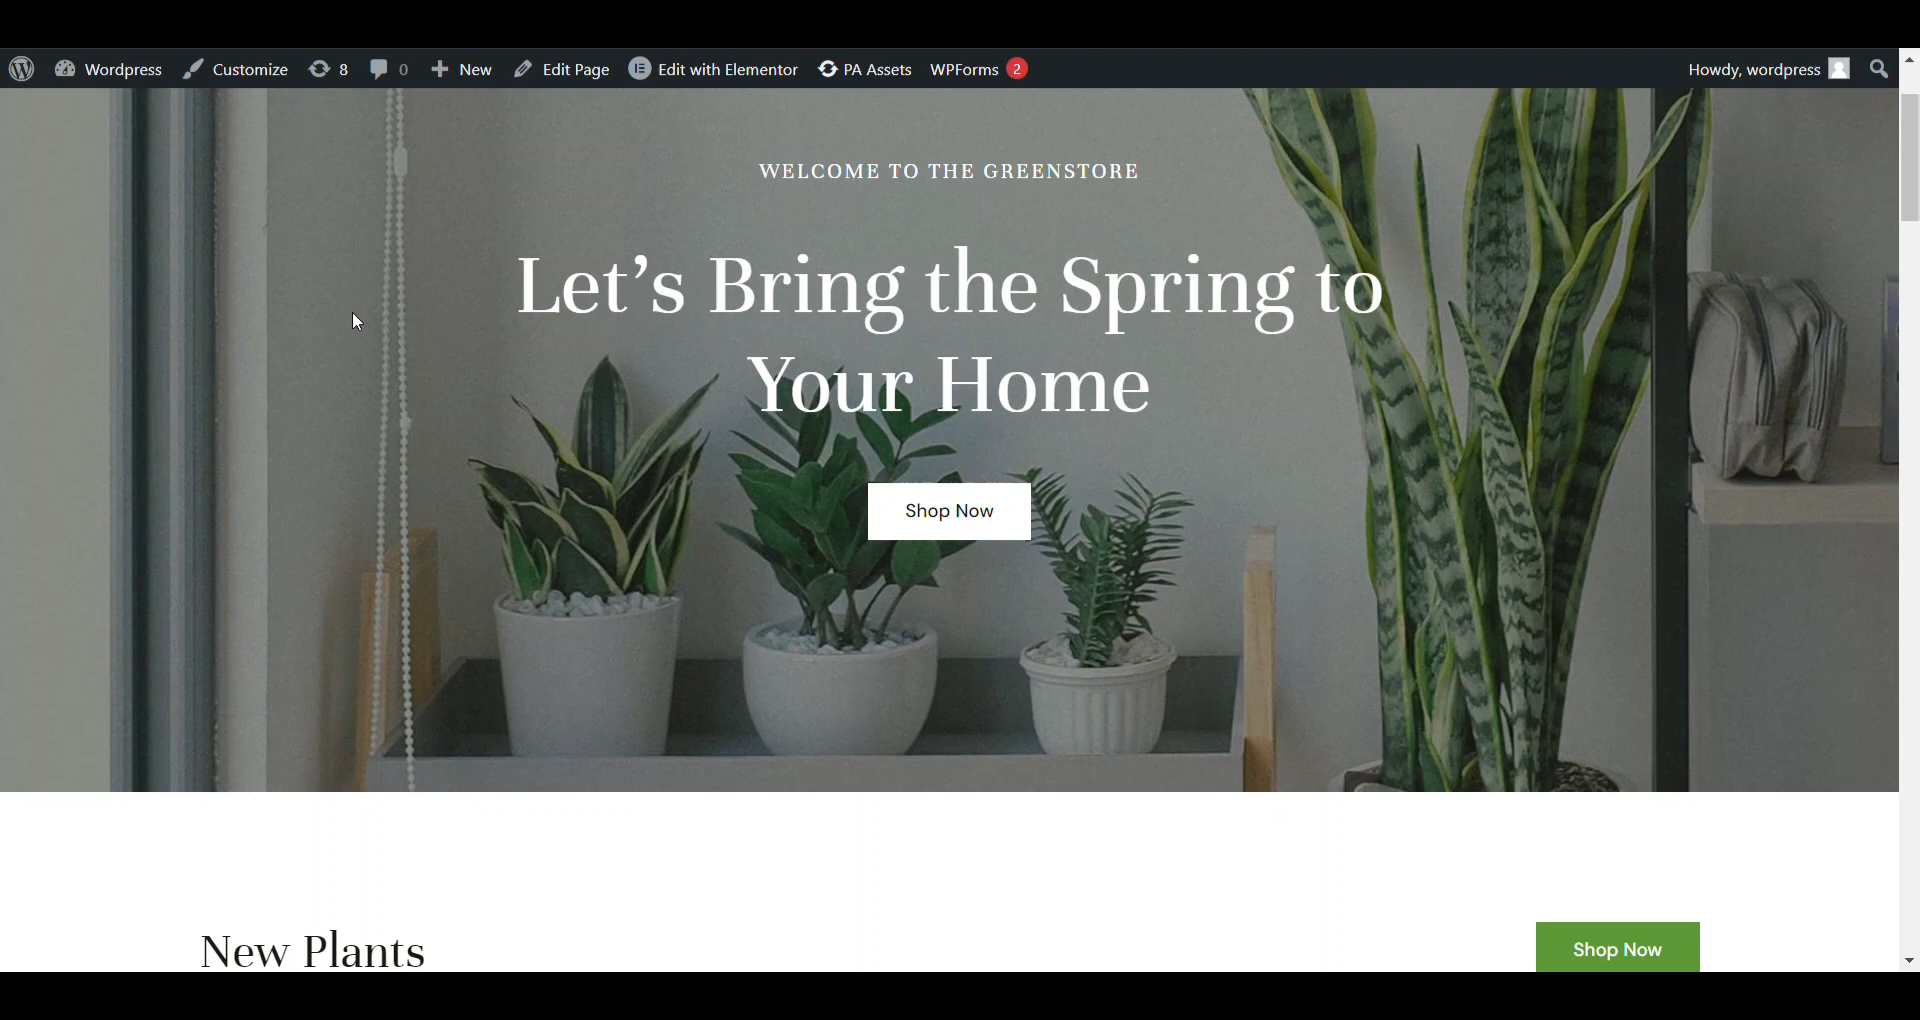 Wordpress Customize 8 0 New Edit Page Edit with Elementor PA Assets WPForms 2 Howdy, wordpress
WELCOME TO THE GREENSTORE
Let’s Bring the Spring to
Your Home
Shop Now
New Plants Shop Now